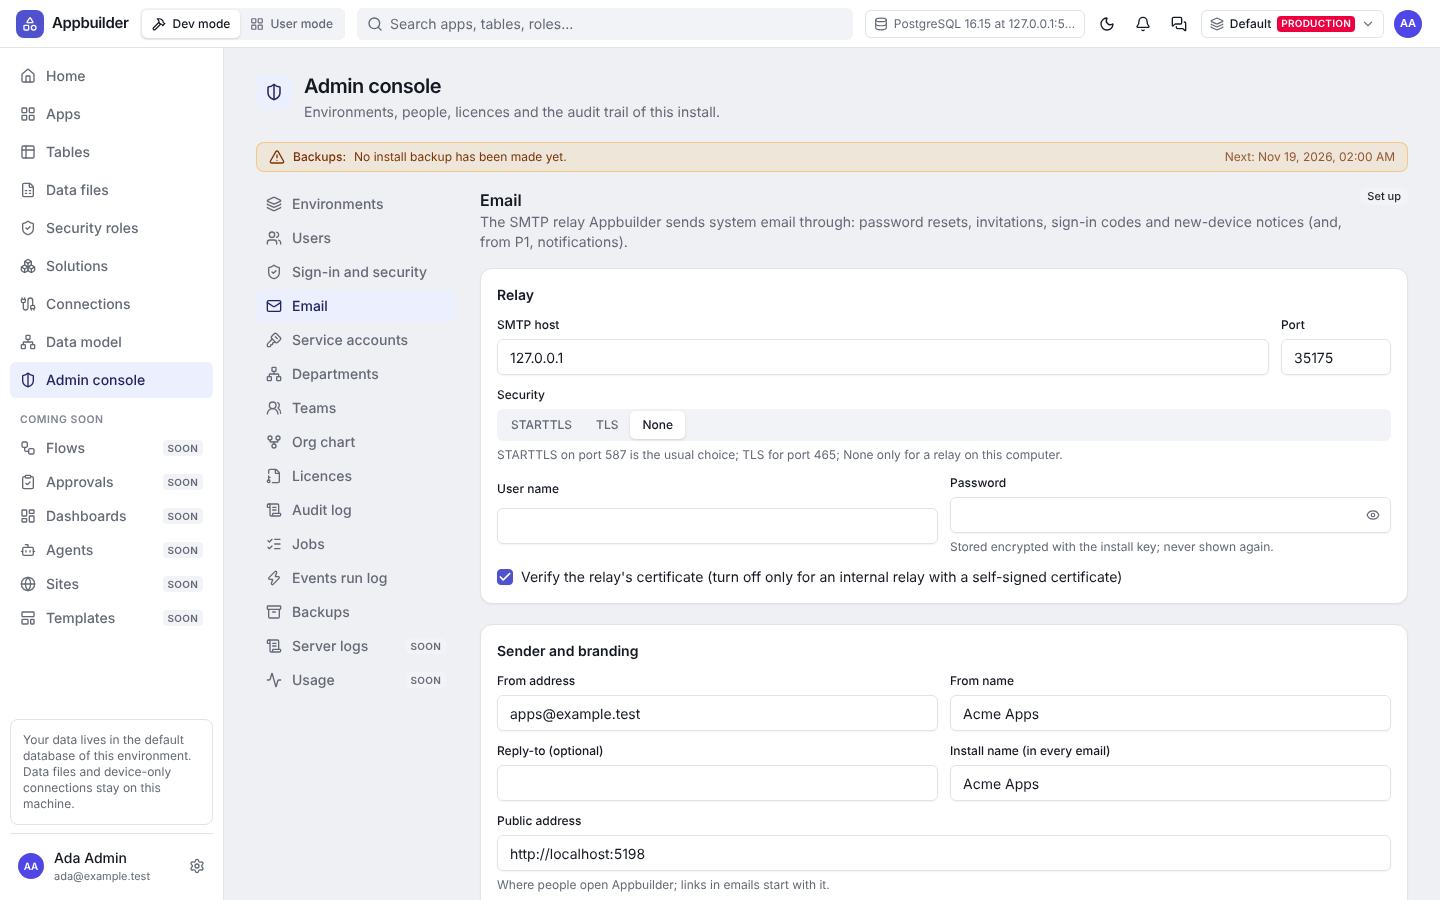 Appbuilder
Dev mode
User mode
Search apps, tables, roles...
PostgreSQL 16.15 at 127.0.0.1:5...
Default PRODUCTION
AA
Home
Apps
Tables
Data files
Security roles
Solutions
Connections
Data model
Admin console
COMING SOON
Flows SOON
Approvals SOON
Dashboards SOON
Agents SOON
Sites SOON
Templates SOON
Your data lives in the default
database of this environment.
Data files and device-only
connections stay on this
machine.
AA
Ada Admin
ada@example.test
Admin console
Environments, people, licences and the audit trail of this install.
Backups: No install backup has been made yet.
Next: Nov 19, 2026, 02:00 AM
Environments
Users
Sign-in and security
Email
Service accounts
Departments
Teams
Org chart
Licences
Audit log
Jobs
Events run log
Backups
Server logs SOON
Usage SOON
Email
Set up
The SMTP relay Appbuilder sends system email through: password resets, invitations, sign-in codes and new-device notices (and,
from P1, notifications).
Relay
SMTP host
127.0.0.1
Port
35175
Security
STARTTLS TLS None
STARTTLS on port 587 is the usual choice; TLS for port 465; None only for a relay on this computer.
User name
Password
Stored encrypted with the install key; never shown again.
Verify the relay's certificate (turn off only for an internal relay with a self-signed certificate)
Sender and branding
From address
apps@example.test
From name
Acme Apps
Reply-to (optional)
Install name (in every email)
Acme Apps
Public address
http://localhost:5198
Where people open Appbuilder; links in emails start with it.